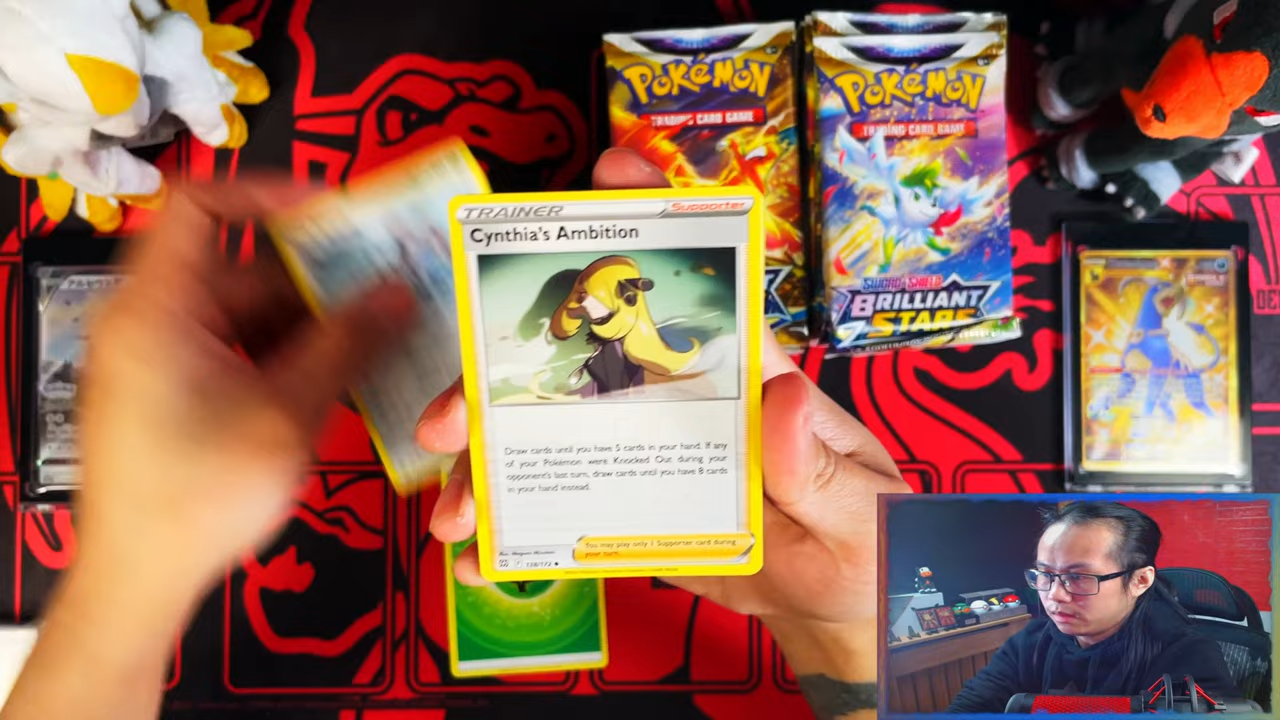 POKéMON
TRADING CARD GAME
POKéMON
TRADING CARD GAME
SWORD & SHIELD
BRILLIANT
STARS
TRAINER
Supporter
Cynthia's Ambition
Draw cards until you have 5 cards in your hand. If any
of your Pokémon were Knocked Out during your
opponent's last turn, draw cards until you have 8 cards
in your hand instead.
You may play only 1 Supporter card during
your turn.
138/172